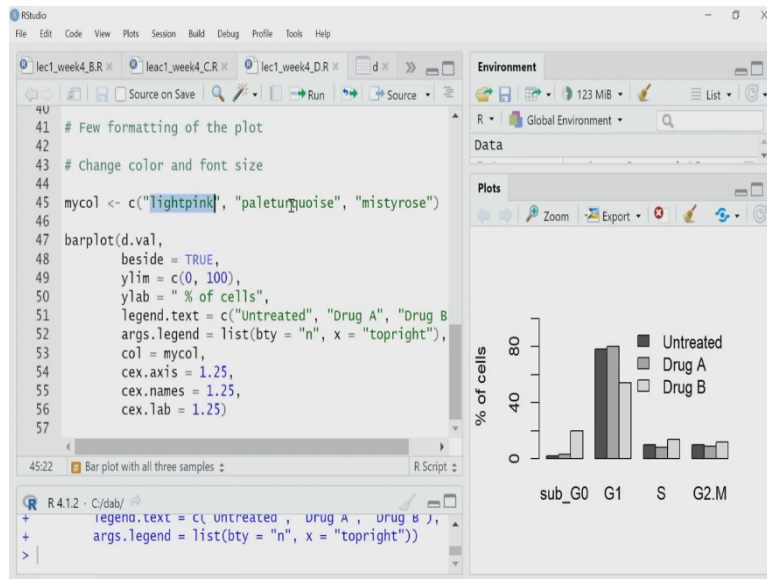 RStudio
File Edit Code View Plots Session Build Debug Profile Tools Help
lec1_week4_B.R
leac1_week4_C.R
lec1_week4_D.R
d
Source on Save
Run
Source
40
41 # Few formatting of the plot
42
43 # Change color and font size
44
45 mycol <- c("lightpink", "paleturquoise", "mistyrose")
46
47 barplot(d.val,
48 beside = TRUE,
49 ylim = c(0, 100),
50 ylab = " % of cells",
51 legend.text = c("Untreated", "Drug A", "Drug B
52 args.legend = list(bty = "n", x = "topright"),
53 col = mycol,
54 cex.axis = 1.25,
55 cex.names = 1.25,
56 cex.lab = 1.25)
57
45:22 Bar plot with all three samples R Script
R 4.1.2 · C:/dab/
+ legend.text = c("Untreated", "Drug A", "Drug B"),
+ args.legend = list(bty = "n", x = "topright"))
>
Environment
123 MiB
List
R
Global Environment
Data
Plots
Zoom
Export
% of cells
80
40
0
Untreated
Drug A
Drug B
sub_G0 G1 S G2.M